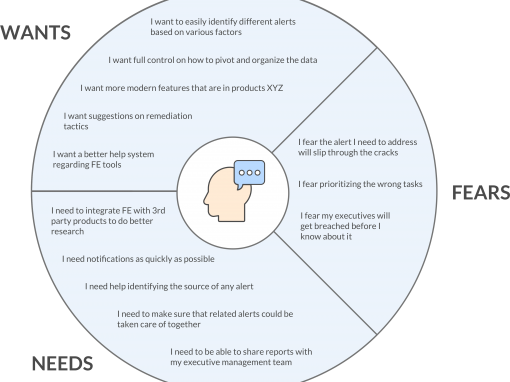 WANTS
I want to easily identify different alerts
based on various factors
I want full control on how to pivot and organize the data
I want more modern features that are in products XYZ
I want suggestions on remediation
tactics
I want a better help system
regarding FE tools
I fear the alert I need to address
will slip through the cracks
I fear prioritizing the wrong tasks
I fear my executives will
get breached before I
know about it
FEARS
I need to integrate FE with 3rd
party products to do better
research
I need notifications as quickly as possible
I need help identifying the source of any alert
I need to make sure that related alerts could be
taken care of together
I need to be able to share reports with
my executive management team
NEEDS